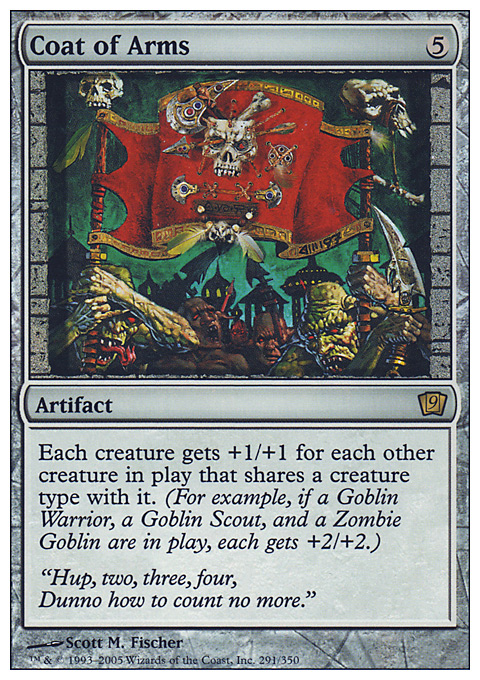 Coat of Arms 5
Artifact 9
Each creature gets +1/+1 for each other
creature in play that shares a creature
type with it. (For example, if a Goblin
Warrior, a Goblin Scout, and a Zombie
Goblin are in play, each gets +2/+2.)
“Hup, two, three, four,
Dunno how to count no more.”
Scott M. Fischer
™ & © 1993–2005 Wizards of the Coast, Inc. 291/350